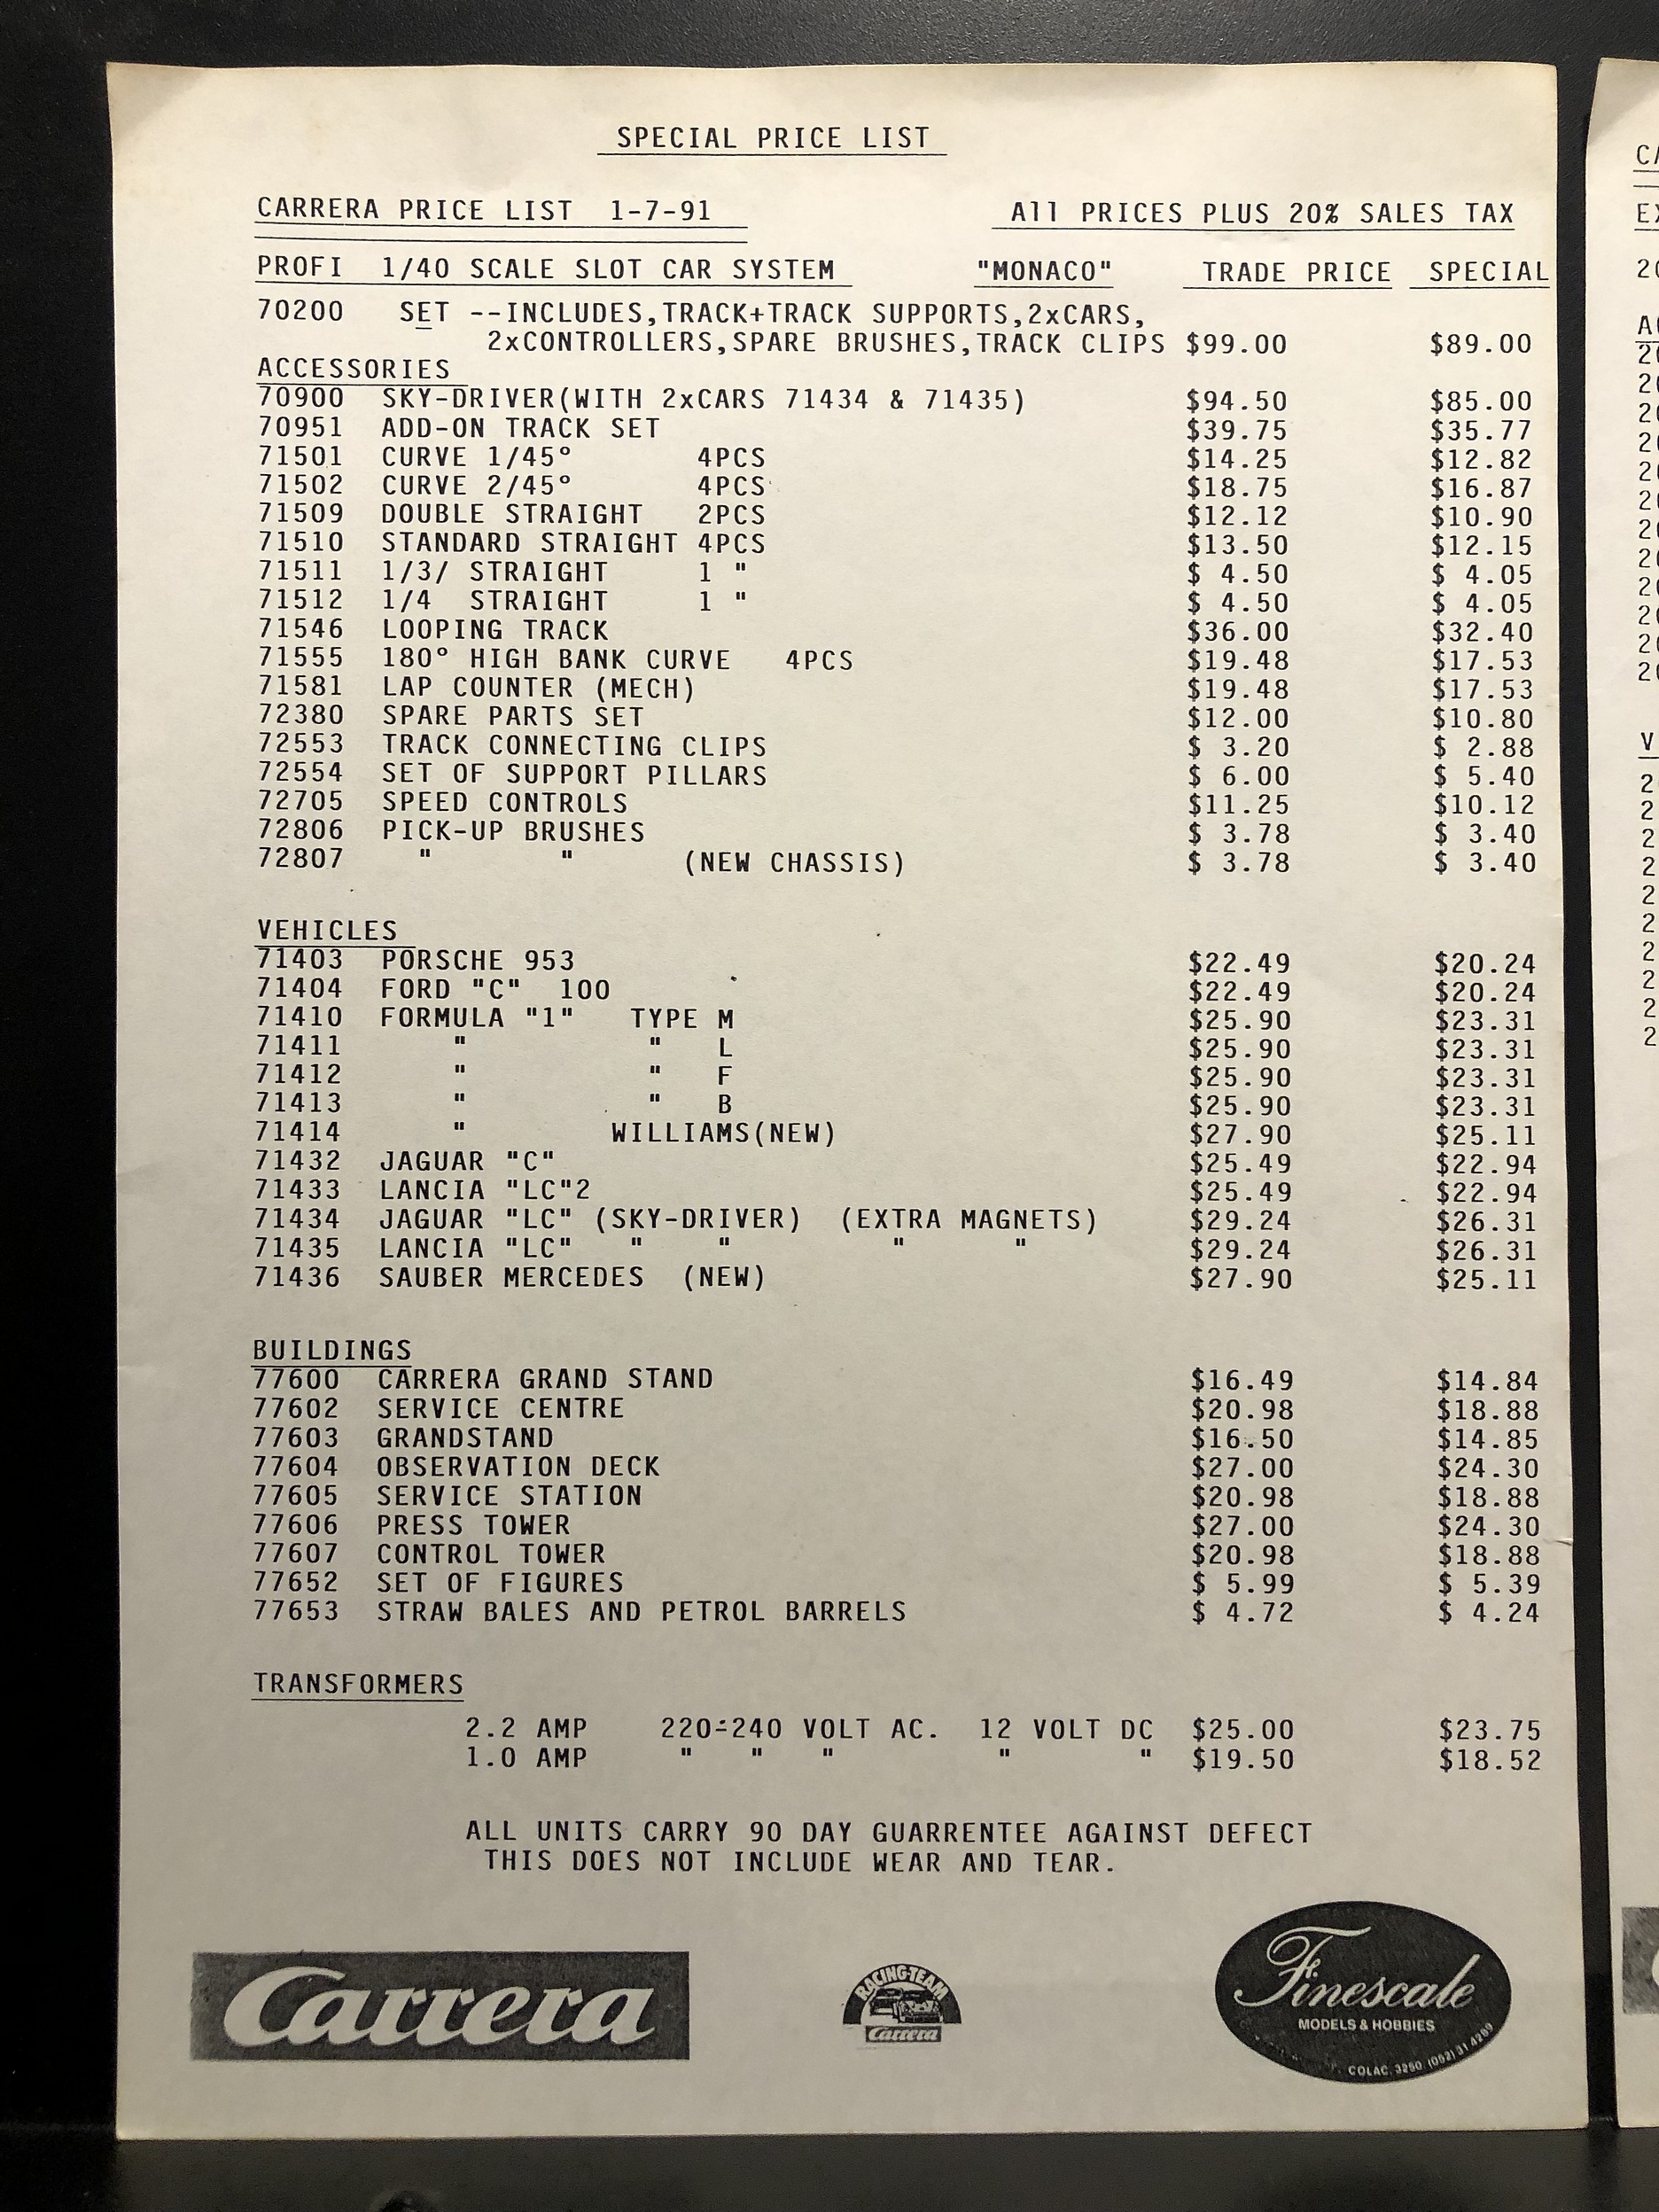 SPECIAL PRICE LIST
CARRERA PRICE LIST 1-7-91 All PRICES PLUS 20% SALES TAX
PROFI 1/40 SCALE SLOT CAR SYSTEM "MONACO" TRADE PRICE SPECIAL
70200 SET --INCLUDES,TRACK+TRACK SUPPORTS,2xCARS,
2xCONTROLLERS,SPARE BRUSHES,TRACK CLIPS $99.00 $89.00
ACCESSORIES
70900 SKY-DRIVER(WITH 2xCARS 71434 & 71435) $94.50 $85.00
70951 ADD-ON TRACK SET $39.75 $35.77
71501 CURVE 1/45° 4PCS $14.25 $12.82
71502 CURVE 2/45° 4PCS $18.75 $16.87
71509 DOUBLE STRAIGHT 2PCS $12.12 $10.90
71510 STANDARD STRAIGHT 4PCS $13.50 $12.15
71511 1/3/ STRAIGHT 1 " $ 4.50 $ 4.05
71512 1/4 STRAIGHT 1 " $ 4.50 $ 4.05
71546 LOOPING TRACK $36.00 $32.40
71555 180° HIGH BANK CURVE 4PCS $19.48 $17.53
71581 LAP COUNTER (MECH) $19.48 $17.53
72380 SPARE PARTS SET $12.00 $10.80
72553 TRACK CONNECTING CLIPS $ 3.20 $ 2.88
72554 SET OF SUPPORT PILLARS $ 6.00 $ 5.40
72705 SPEED CONTROLS $11.25 $10.12
72806 PICK-UP BRUSHES $ 3.78 $ 3.40
72807 " " (NEW CHASSIS) $ 3.78 $ 3.40
VEHICLES
71403 PORSCHE 953 $22.49 $20.24
71404 FORD "C" 100 $22.49 $20.24
71410 FORMULA "1" TYPE M $25.90 $23.31
71411 " " L $25.90 $23.31
71412 " " F $25.90 $23.31
71413 " " B $25.90 $23.31
71414 " WILLIAMS(NEW) $27.90 $25.11
71432 JAGUAR "C" $25.49 $22.94
71433 LANCIA "LC"2 $25.49 $22.94
71434 JAGUAR "LC" (SKY-DRIVER) (EXTRA MAGNETS) $29.24 $26.31
71435 LANCIA "LC" " " " " $29.24 $26.31
71436 SAUBER MERCEDES (NEW) $27.90 $25.11
BUILDINGS
77600 CARRERA GRAND STAND $16.49 $14.84
77602 SERVICE CENTRE $20.98 $18.88
77603 GRANDSTAND $16.50 $14.85
77604 OBSERVATION DECK $27.00 $24.30
77605 SERVICE STATION $20.98 $18.88
77606 PRESS TOWER $27.00 $24.30
77607 CONTROL TOWER $20.98 $18.88
77652 SET OF FIGURES $ 5.99 $ 5.39
77653 STRAW BALES AND PETROL BARRELS $ 4.72 $ 4.24
TRANSFORMERS
2.2 AMP 220-240 VOLT AC. 12 VOLT DC $25.00 $23.75
1.0 AMP " " " " " $19.50 $18.52
ALL UNITS CARRY 90 DAY GUARRENTEE AGAINST DEFECT
THIS DOES NOT INCLUDE WEAR AND TEAR.
Carrera
RACING-TEAM
Carrera
Finescale
MODELS & HOBBIES
COLAC. 3250 (052) 31 4269